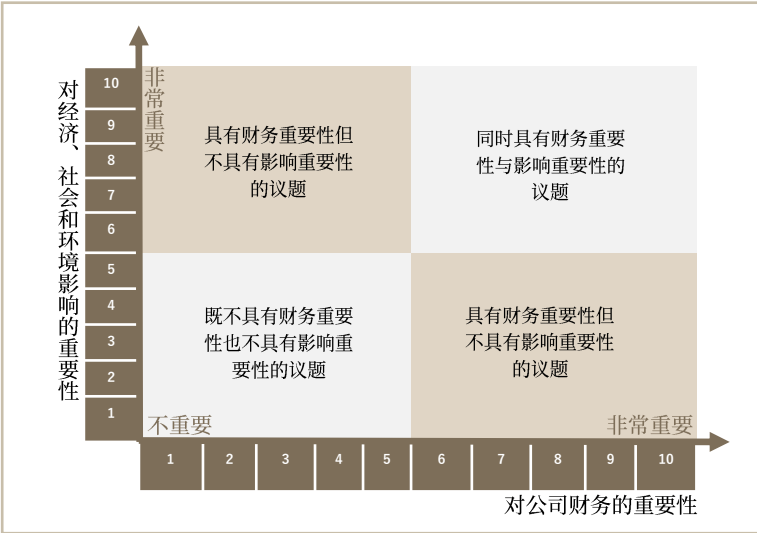 对经济、社会和环境影响的重要性
10
9
8
7
6
5
4
3
2
1
非常重要
具有财务重要性但
不具有影响重要性
的议题
同时具有财务重要
性与影响重要性的
议题
既不具有财务重要
性也不具有影响重
要性的议题
具有财务重要性但
不具有影响重要性
的议题
不重要
非常重要
1 2 3 4 5 6 7 8 9 10
对公司财务的重要性